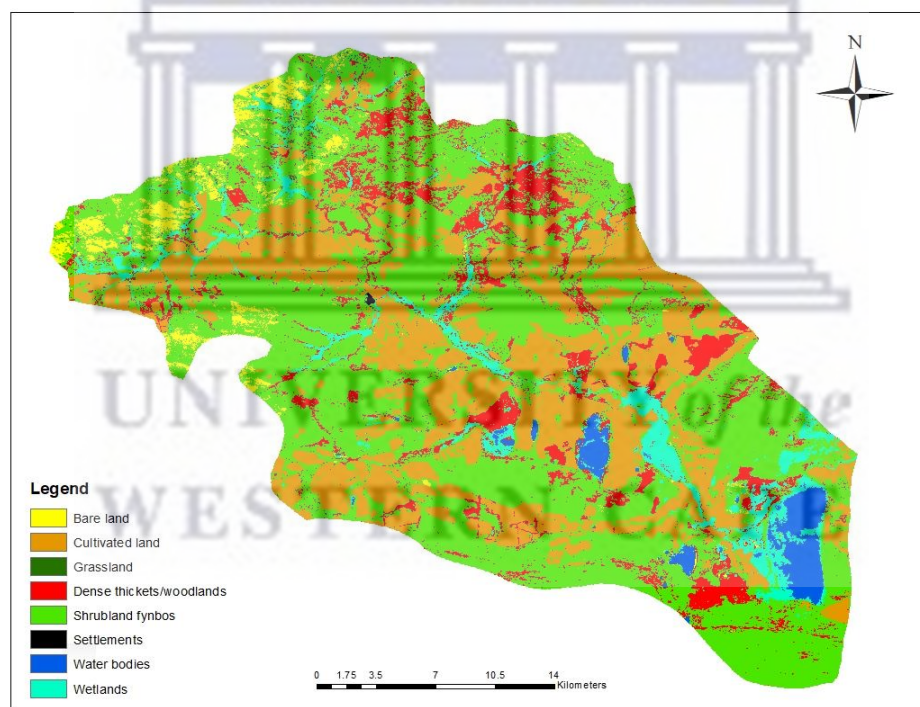 N
UNIVERSITY of the
WESTERN CAPE
Legend
Bare land
Cultivated land
Grassland
Dense thickets/woodlands
Shrubland fynbos
Settlements
Water bodies
Wetlands
0 1.75 3.5 7 10.5 14
Kilometers